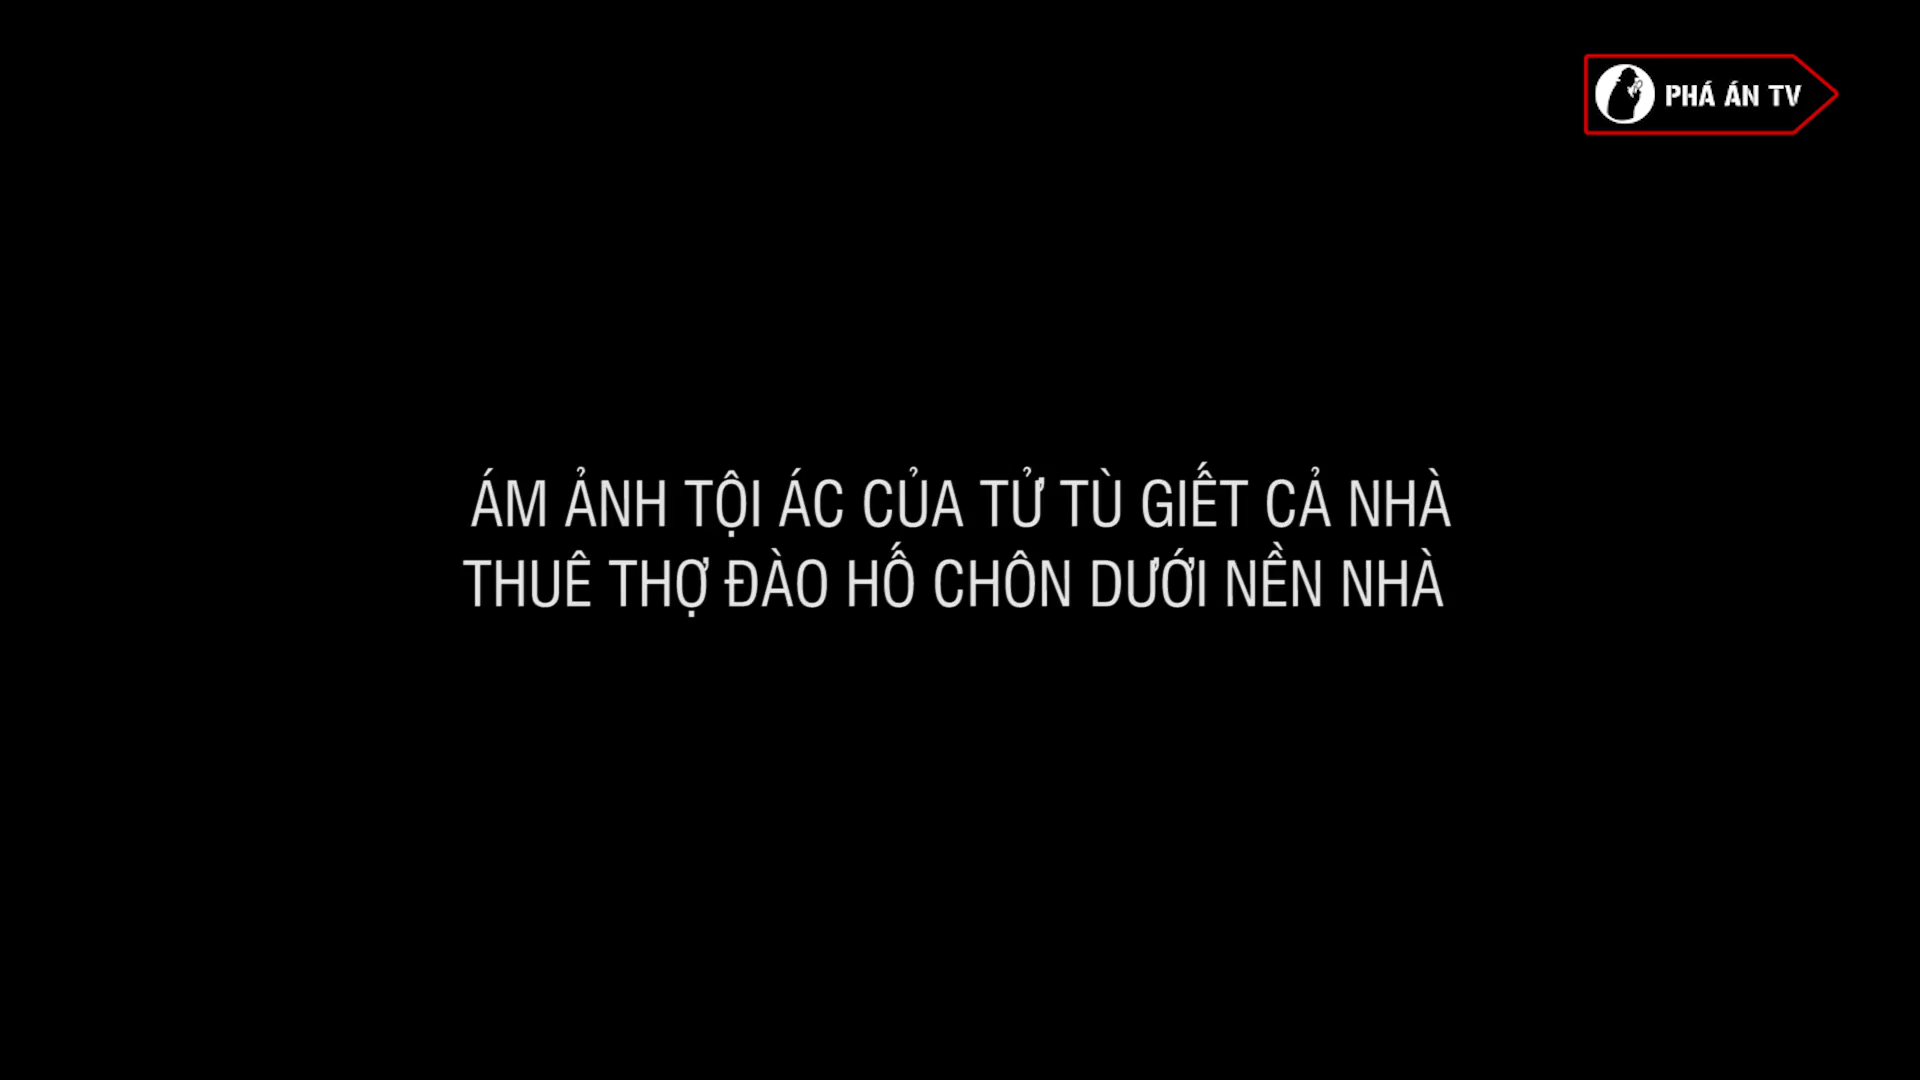 PHÁ ÁN TV
ÁM ẢNH TỘI ÁC CỦA TỬ TÙ GIẾT CẢ NHÀ
THUÊ THỢ ĐÀO HỐ CHÔN DƯỚI NỀN NHÀ